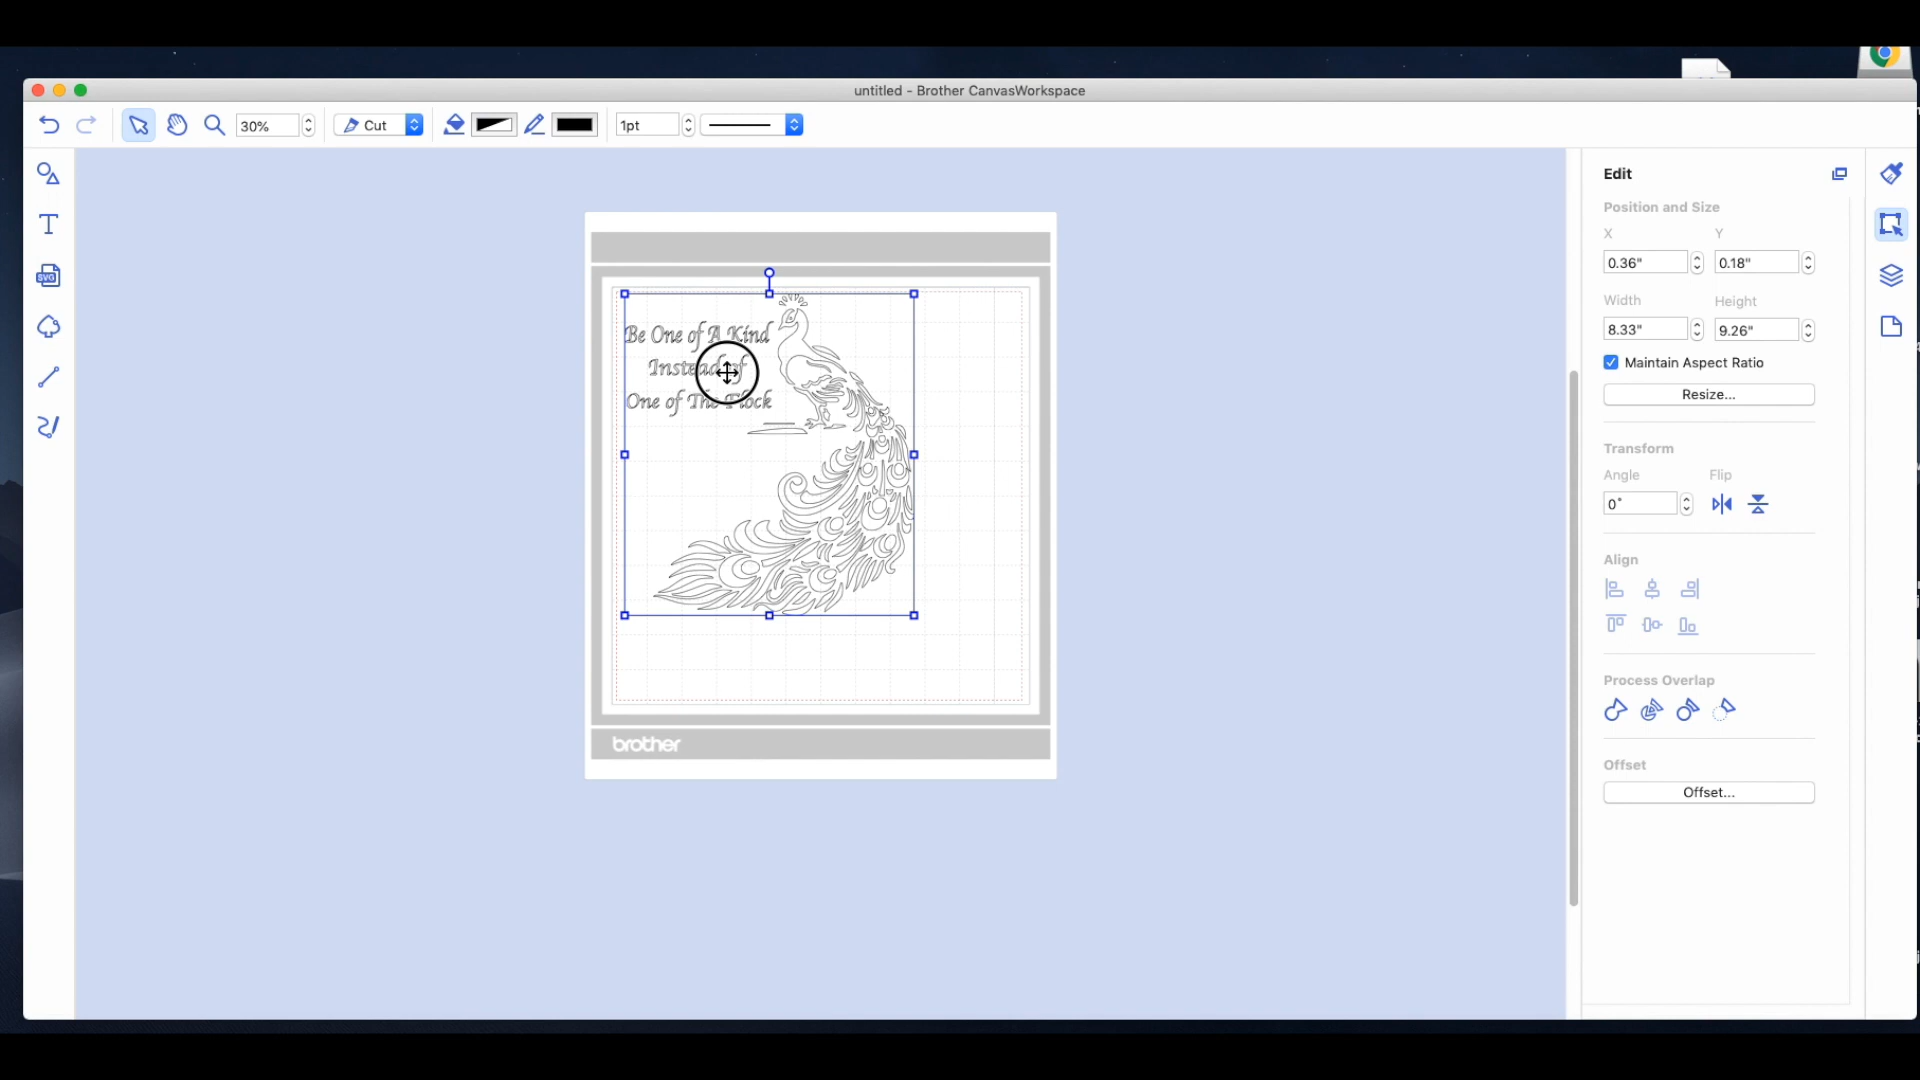 untitled - Brother CanvasWorkspace
30%
Cut
1pt
SVG
Be One of A Kind
Instead of
One of The Flock
brother
Edit
Position and Size
X
Y
0.36"
0.18"
Width
Height
8.33"
9.26"
Maintain Aspect Ratio
Resize...
Transform
Angle
Flip
0°
Align
Process Overlap
Offset
Offset...